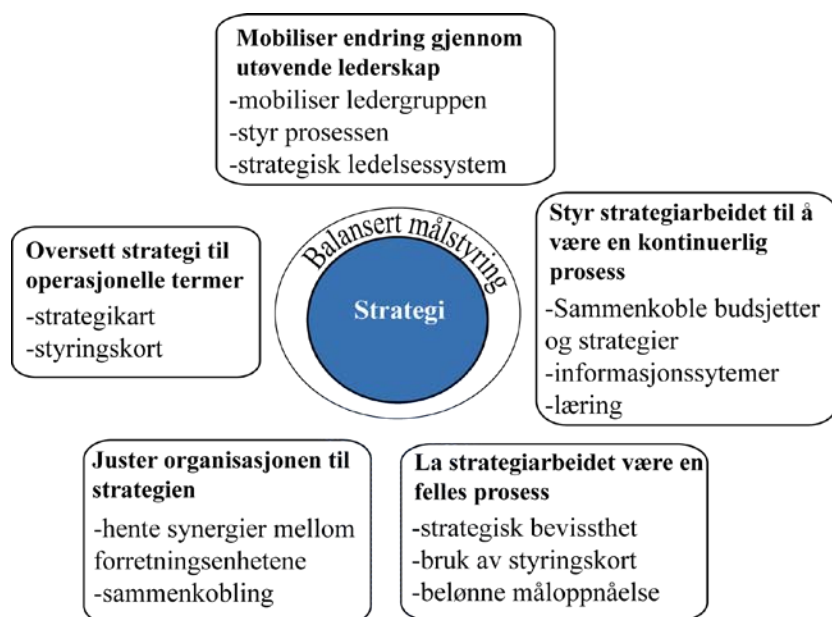 Mobiliser endring gjennom
utøvende lederskap
-mobiliser ledergruppen
-styr prosessen
-strategisk ledelsessystem
Oversett strategi til
operasjonelle termer
-strategikart
-styringskort
Balansert målstyring
Strategi
Styr strategiarbeidet til å
være en kontinuerlig
prosess
-Sammenkoble budsjetter
og strategier
-informasjonssytemer
-læring
Juster organisasjonen til
strategien
-hente synergier mellom
forretningsenhetene
-sammenkobling
La strategiarbeidet være en
felles prosess
-strategisk bevissthet
-bruk av styringskort
-belønne måloppnåelse